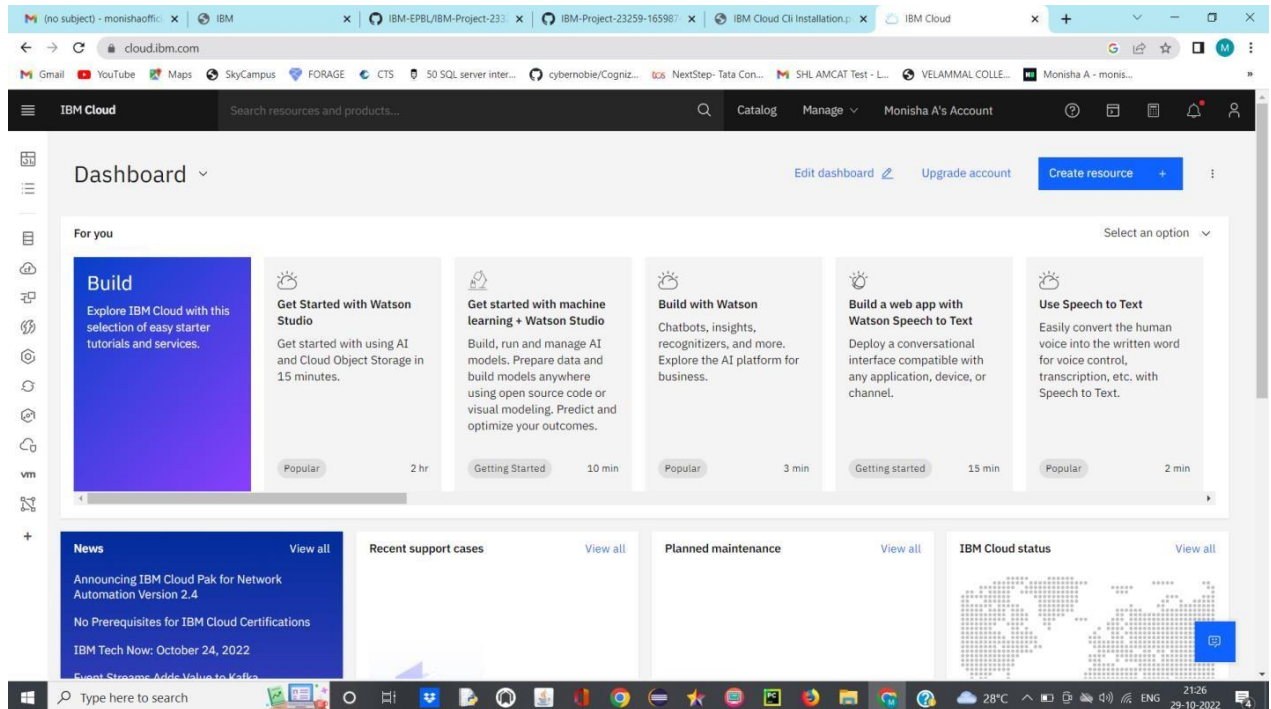 (no subject) - monishaoffic
IBM
IBM-EPBL/IBM-Project-233
IBM-Project-23259-165987
IBM Cloud Cli Installation.p
IBM Cloud
cloud.ibm.com
Gmail
YouTube
Maps
SkyCampus
FORAGE
CTS
50 SQL server inter...
cybernobie/Cogniz...
NextStep- Tata Con...
SHL AMCAT Test - L...
VELAMMAL COLLE...
Monisha A - monis...
»
IBM Cloud
Search resources and products...
Catalog
Manage
Monisha A's Account
Dashboard
Edit dashboard
Upgrade account
Create resource +
For you
Select an option
Build
Explore IBM Cloud with this
selection of easy starter
tutorials and services.
Get Started with Watson
Studio
Get started with using AI
and Cloud Object Storage in
15 minutes.
Popular
2 hr
Get started with machine
learning + Watson Studio
Build, run and manage AI
models. Prepare data and
build models anywhere
using open source code or
visual modeling. Predict and
optimize your outcomes.
Getting Started
10 min
Build with Watson
Chatbots, insights,
recognitizers, and more.
Explore the AI platform for
business.
Popular
3 min
Build a web app with
Watson Speech to Text
Deploy a conversational
interface compatible with
any application, device, or
channel.
Getting started
15 min
Use Speech to Text
Easily convert the human
voice into the written word
for voice control,
transcription, etc. with
Speech to Text.
Popular
2 min
vm
News
View all
Announcing IBM Cloud Pak for Network
Automation Version 2.4
No Prerequisites for IBM Cloud Certifications
IBM Tech Now: October 24, 2022
Event Streams Adds Value to Kafka
Recent support cases
View all
Planned maintenance
View all
IBM Cloud status
View all
Type here to search
28°C
ENG
21:26
29-10-2022